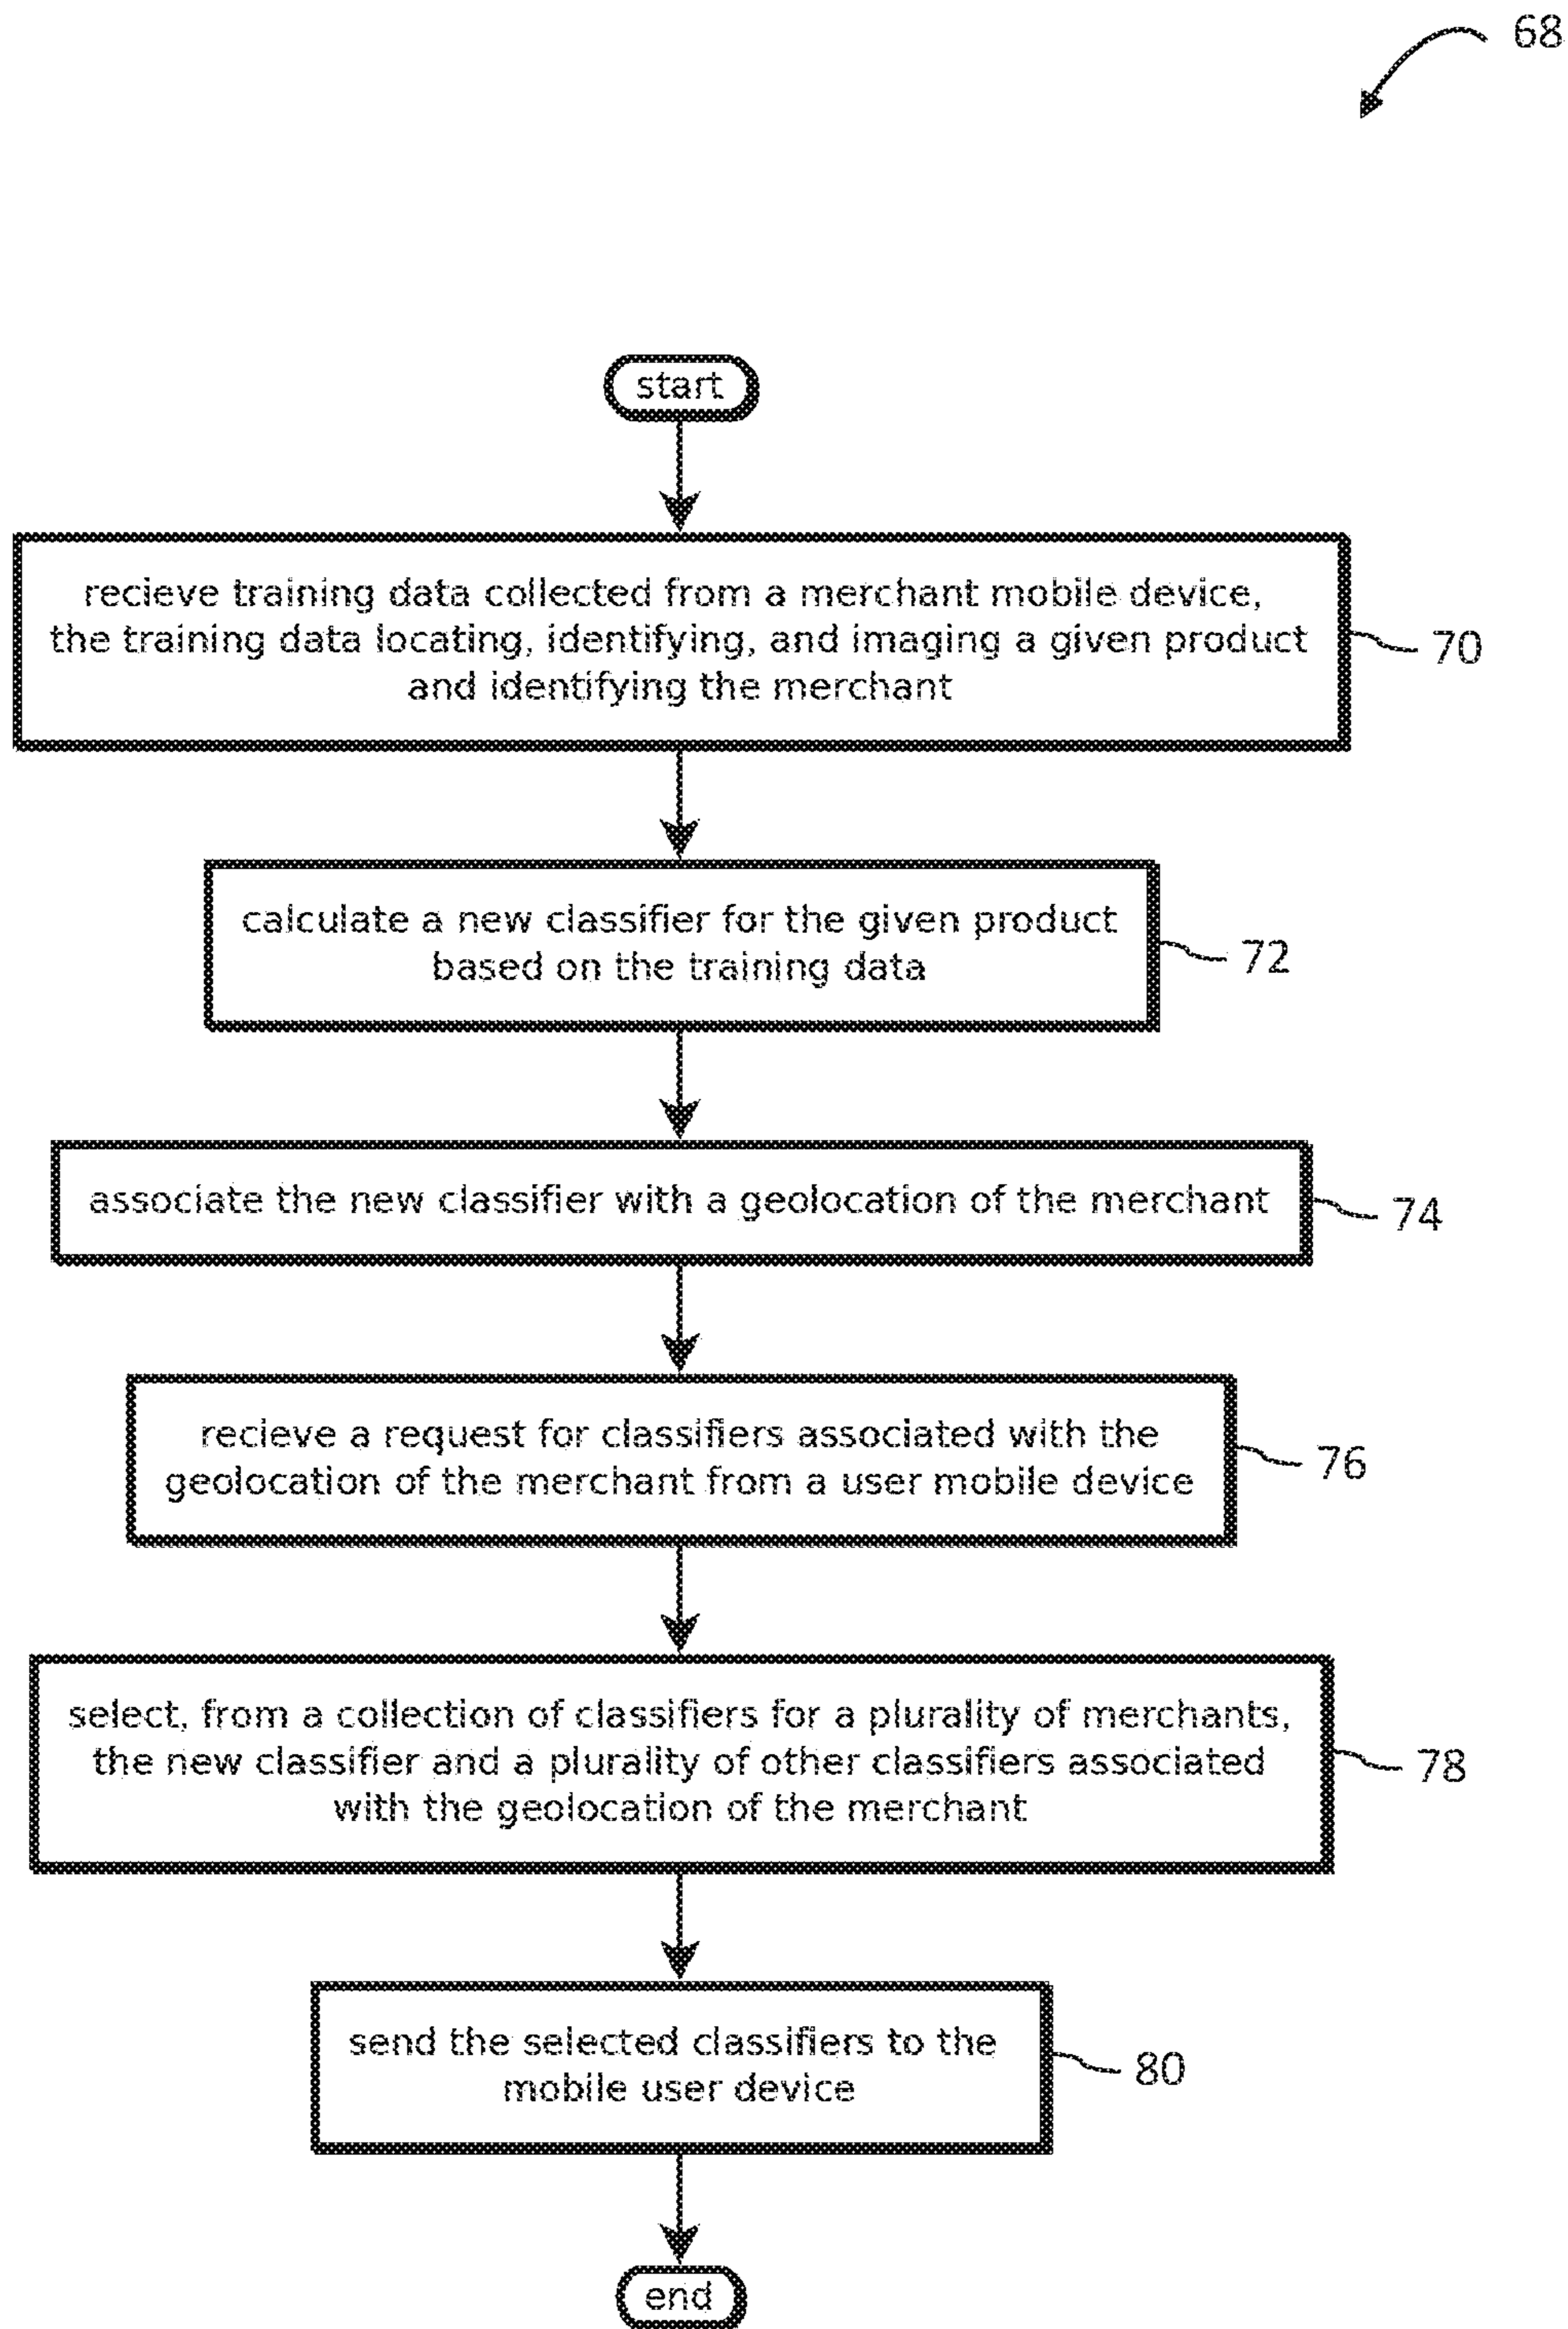 68
start
recieve training data collected from a merchant mobile device,
the training data locating, identifying, and imaging a given product
and identifying the merchant
70
calculate a new classifier for the given product
based on the training data
72
associate the new classifier with a geolocation of the merchant
74
recieve a request for classifiers associated with the
geolocation of the merchant from a user mobile device
76
select, from a collection of classifiers for a plurality of merchants,
the new classifier and a plurality of other classifiers associated
with the geolocation of the merchant
78
send the selected classifiers to the
mobile user device
80
end